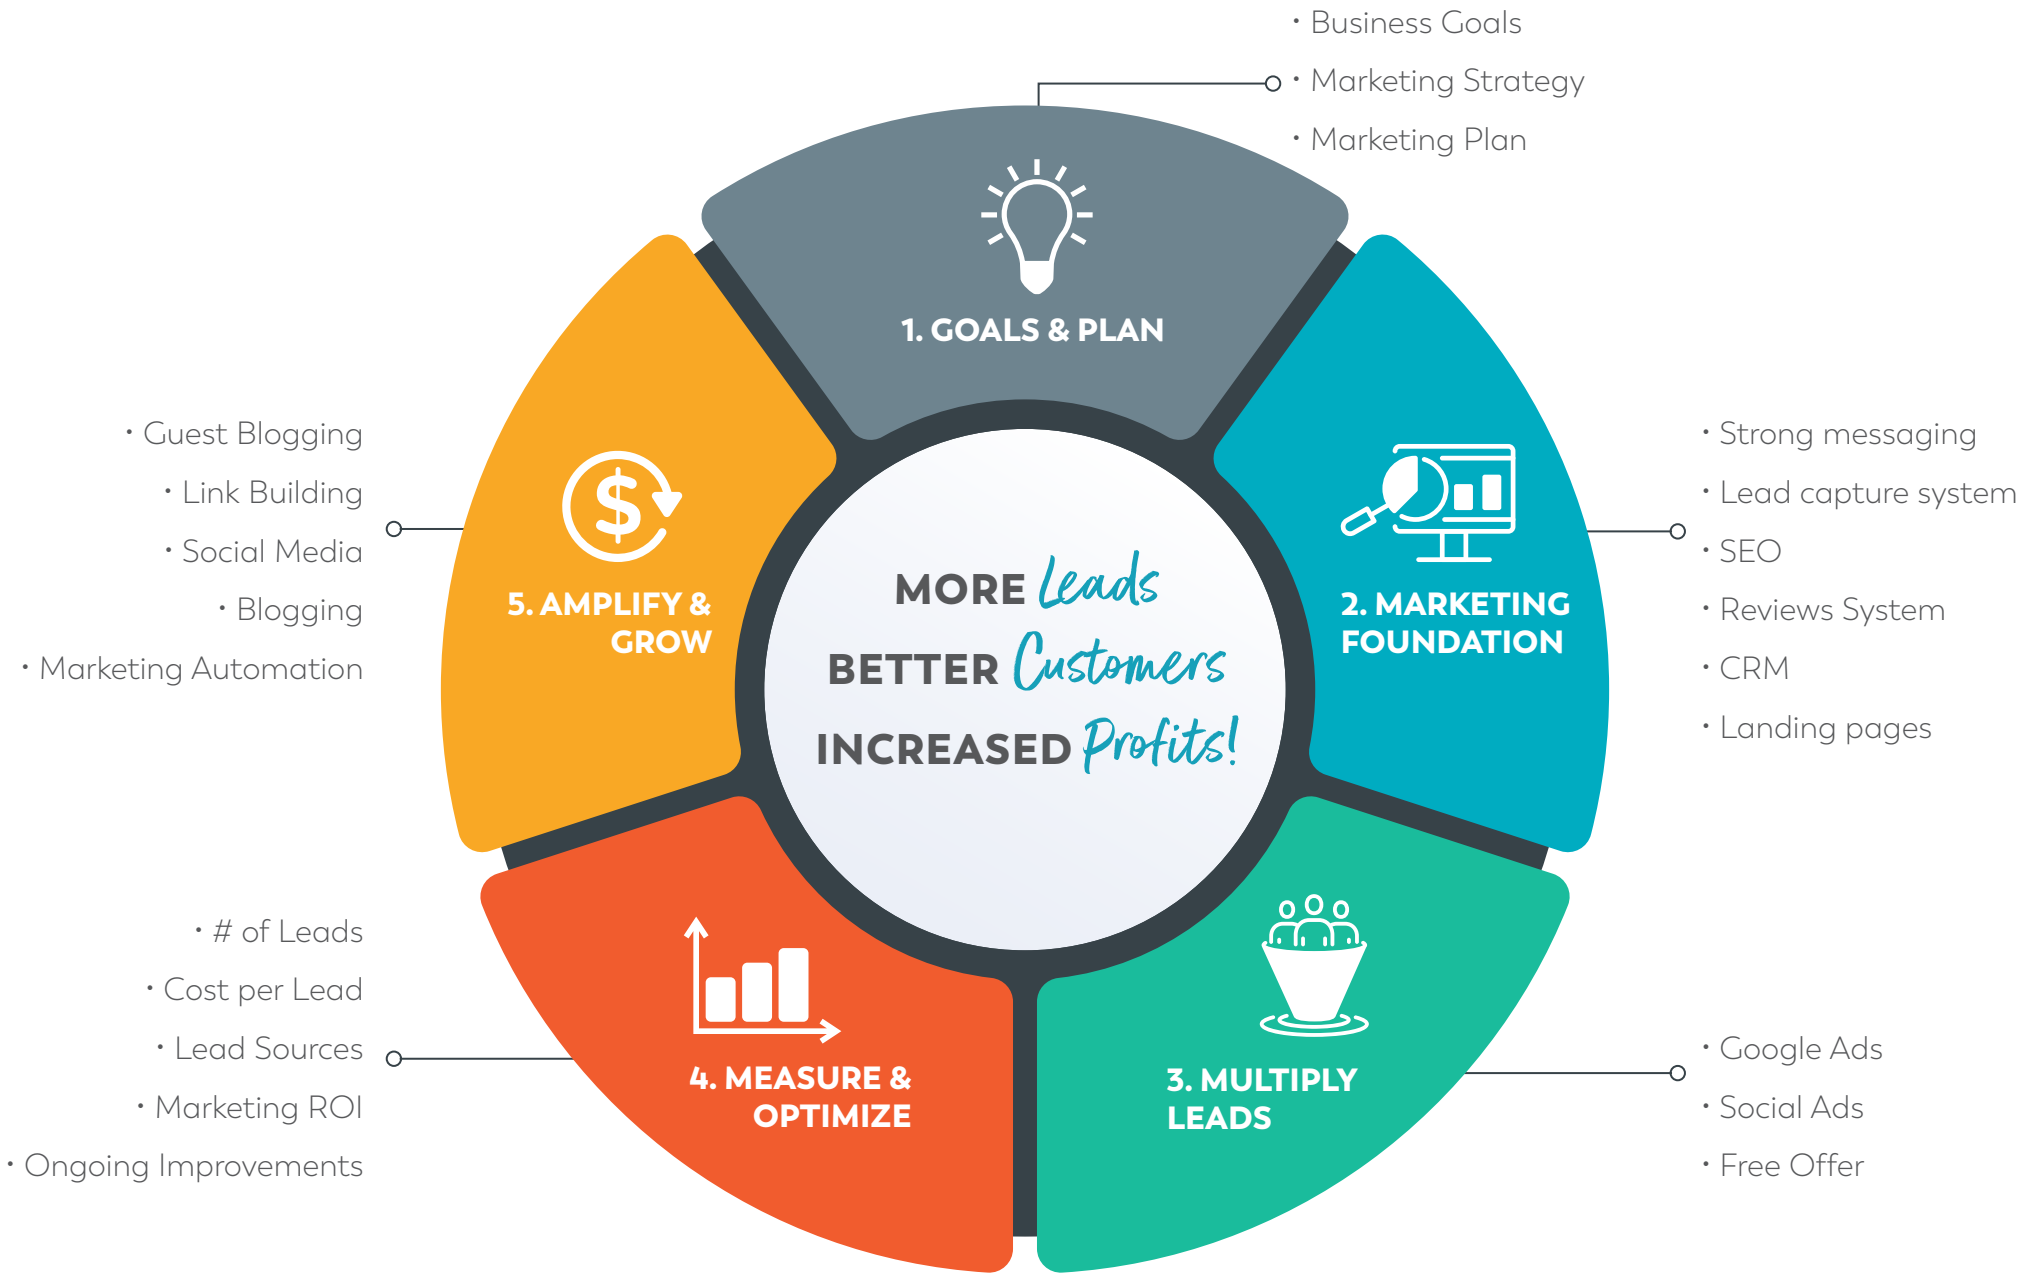 • Business Goals
• Marketing Strategy
• Marketing Plan
1. GOALS & PLAN
• Strong messaging
• Lead capture system
• SEO
• Reviews System
• CRM
• Landing pages
2. MARKETING
FOUNDATION
• Google Ads
• Social Ads
• Free Offer
3. MULTIPLY
LEADS
• # of Leads
• Cost per Lead
• Lead Sources
• Marketing ROI
• Ongoing Improvements
4. MEASURE &
OPTIMIZE
• Guest Blogging
• Link Building
• Social Media
• Blogging
• Marketing Automation
$
5. AMPLIFY &
GROW
MORE Leads
BETTER Customers
INCREASED Profits!